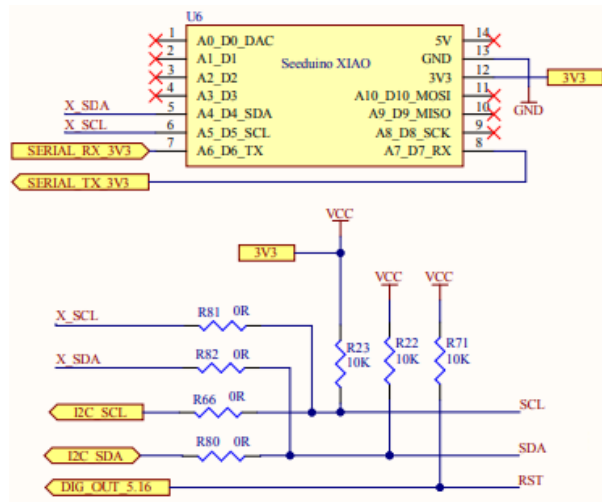 U6
1 A0_D0_DAC 5V 14
2 A1_D1 GND 13
3 A2_D2 3V3 12 3V3
4 A3_D3 A10_D10_MOSI 11
X_SDA 5 A4_D4_SDA A9_D9_MISO 10
X_SCL 6 A5_D5_SCL A8_D8_SCK 9
SERIAL_RX_3V3 7 A6_D6_TX A7_D7_RX 8
Seeduino XIAO
GND
SERIAL_TX_3V3
VCC
3V3
VCC VCC
X_SCL R81 0R
R23 10K
R22 10K
R71 10K
X_SDA R82 0R
I2C_SCL R66 0R SCL
I2C_SDA R80 0R SDA
DIG_OUT_5.16 RST